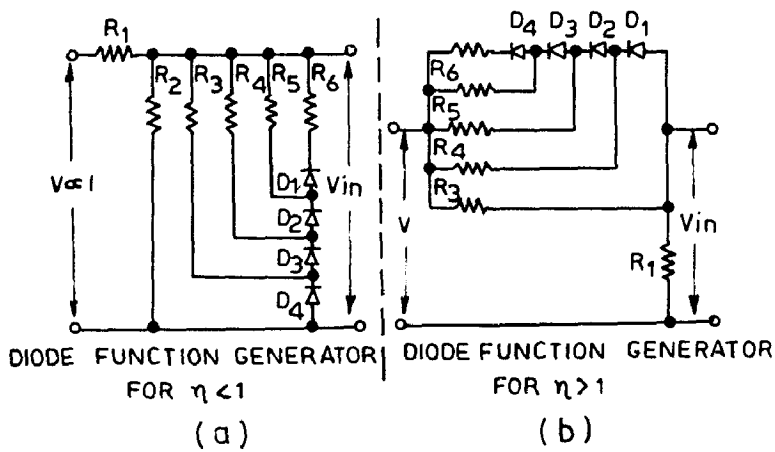 R1
R2
R3
R4
R5
R6
D1
D2
D3
D4
V∝I
Vin
DIODE FUNCTION GENERATOR
FOR η<1
(a)
D4 D3 D2 D1
R6
R5
R4
R3
R1
V
Vin
DIODE FUNCTION GENERATOR
FOR η>1
(b)